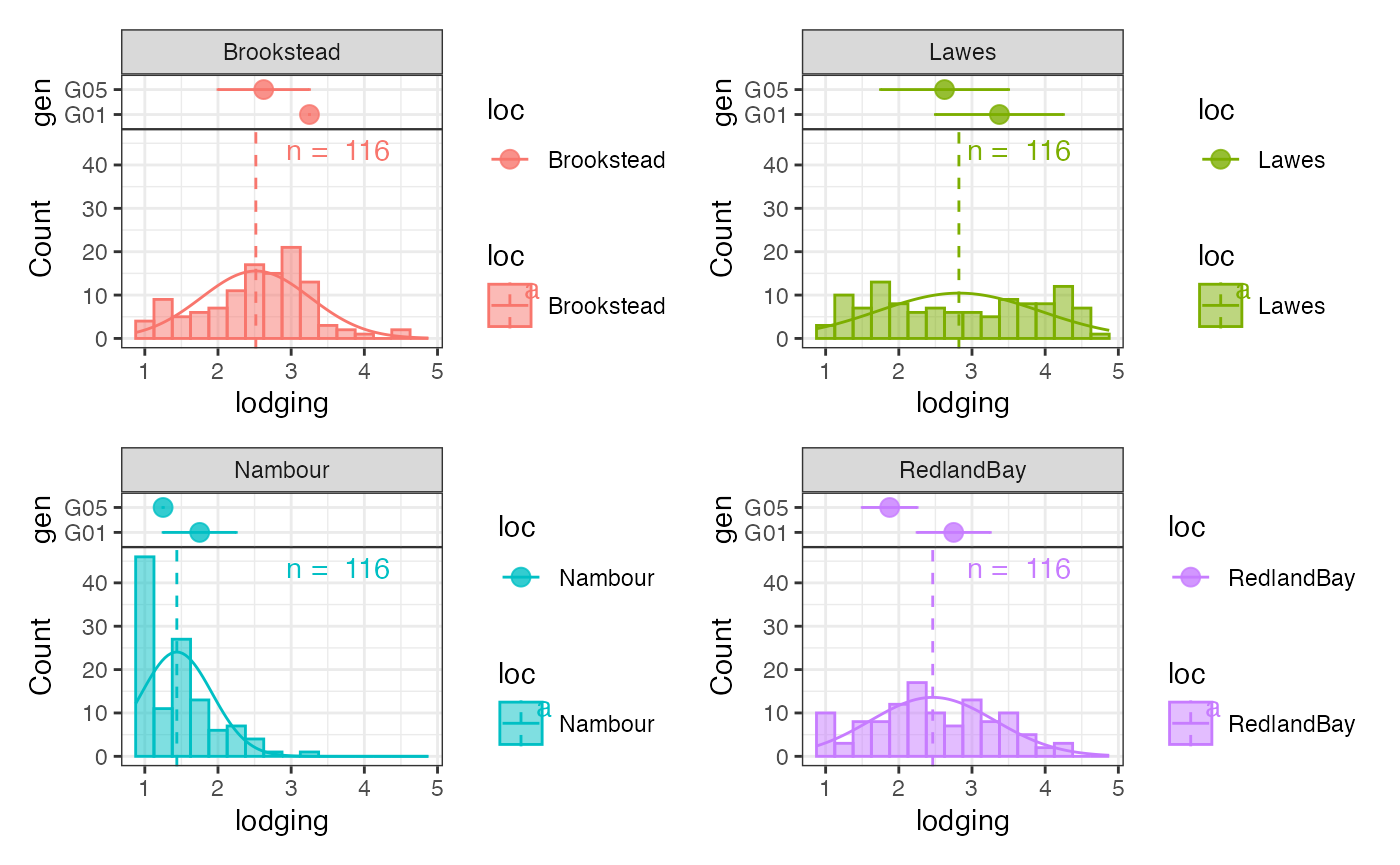 Brookstead
gen
G05
G01
n = 116
Count
40
30
20
10
0
1 2 3 4 5
lodging
loc
Brookstead
loc
a
Brookstead
Lawes
gen
G05
G01
n = 116
Count
40
30
20
10
0
1 2 3 4 5
lodging
loc
Lawes
loc
a
Lawes
Nambour
gen
G05
G01
n = 116
Count
40
30
20
10
0
1 2 3 4 5
lodging
loc
Nambour
loc
a
Nambour
RedlandBay
gen
G05
G01
n = 116
Count
40
30
20
10
0
1 2 3 4 5
lodging
loc
RedlandBay
loc
a
RedlandBay